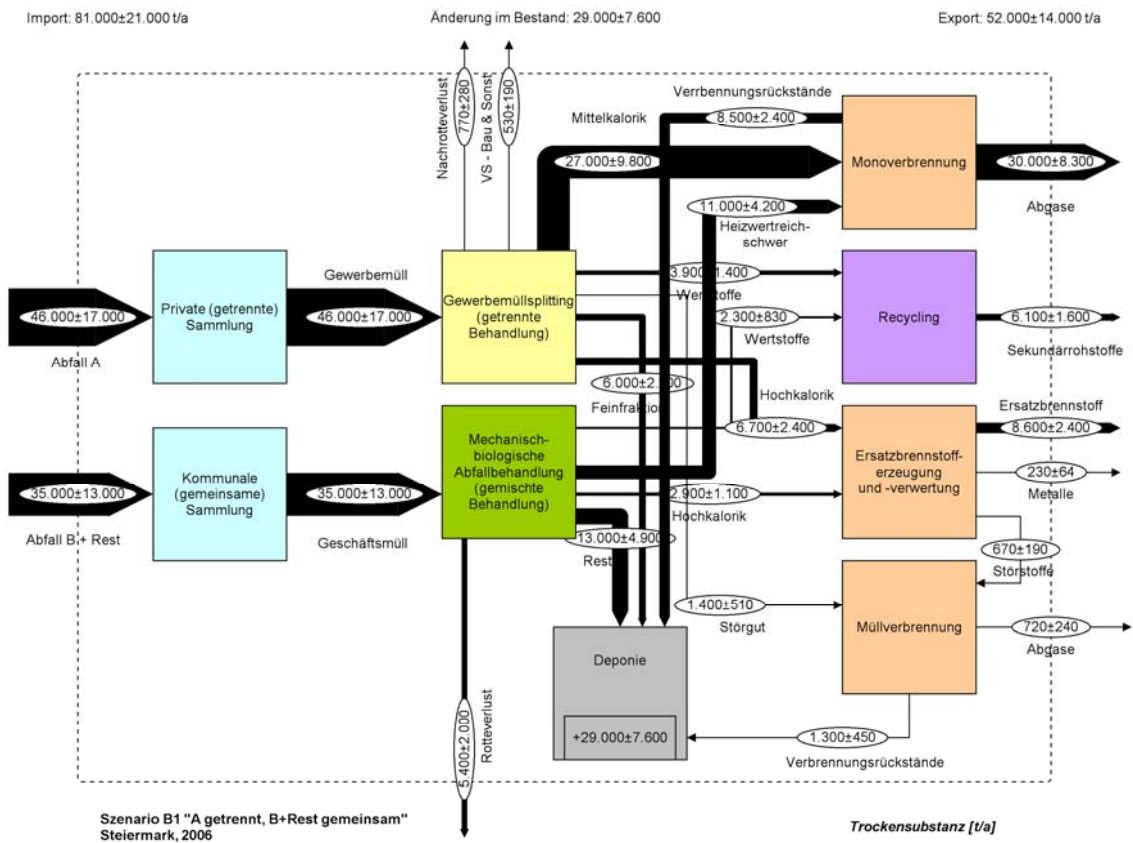 Import: 81.000±21.000 t/a
Änderung im Bestand: 29.000±7.600
Export: 52.000±14.000 t/a
Nachrotteverlust
770±280
VS - Bau & Sonst
530±190
Verrbennungsrückstände
8.500±2.400
Mittelkalorik
27.000±9.800
Monoverbrennung
30.000±8.300
Abgase
11.000±4.200
Heizwertreich-
schwer
Gewerbemüll
46.000±17.000
Abfall A
Private (getrennte)
Sammlung
46.000±17.000
Gewerbemüllsplitting
(getrennte
Behandlung)
3.900±1.400
Wertstoffe
2.300±830
Wertstoffe
Recycling
6.100±1.600
Sekundärrohstoffe
6.000±2.
Feinfraktion
Hochkalorik
6.700±2.400
Ersatzbrennstoff
8.600±2.400
Mechanisch-
biologische
Abfallbehandlung
(gemischte
Behandlung)
Kommunale
(gemeinsame)
Sammlung
35.000±13.000
Abfall B + Rest
35.000±13.000
Geschäftsmüll
2.900±1.100
Hochkalorik
Ersatzbrennstoff-
erzeugung
und -verwertung
230±64
Metalle
13.000±4.900
Rest
670±190
Störstoffe
1.400±510
Störgut
Müllverbrennung
720±240
Abgase
Deponie
+29.000±7.600
1.300±450
Verbrennungsrückstände
Rotteverlust
5.400±2.000
Szenario B1 "A getrennt, B+Rest gemeinsam"
Steiermark, 2006
Trockensubstanz [t/a]